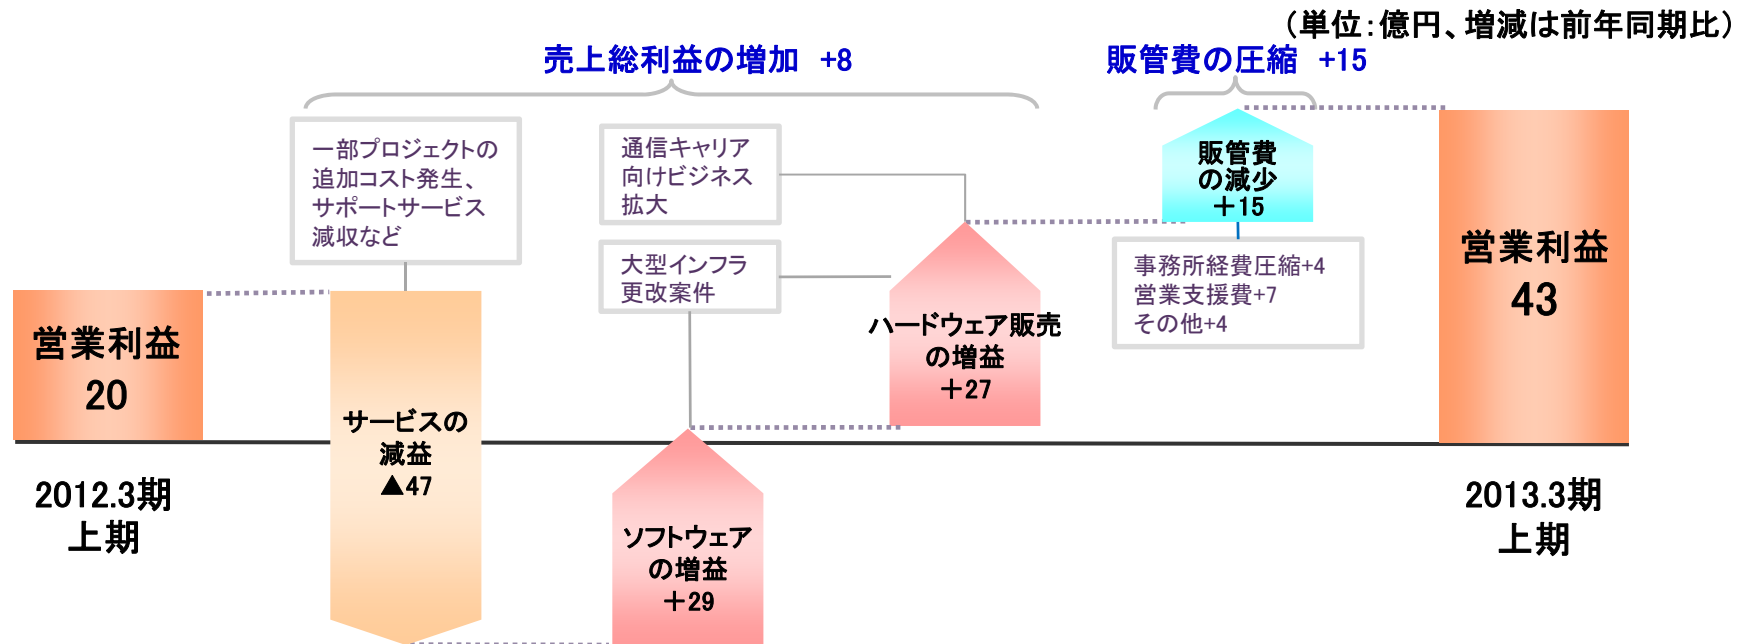 （単位：億円、増減は前年同期比）
売上総利益の増加 +8
販管費の圧縮 +15
一部プロジェクトの
追加コスト発生、
サポートサービス
減収など
通信キャリア
向けビジネス
拡大
大型インフラ
更改案件
販管費
の減少
＋15
事務所経費圧縮+4
営業支援費+7
その他+4
営業利益
20
サービスの
減益
▲47
ソフトウェア
の増益
＋29
ハードウェア販売
の増益
＋27
営業利益
43
2012.3期
上期
2013.3期
上期